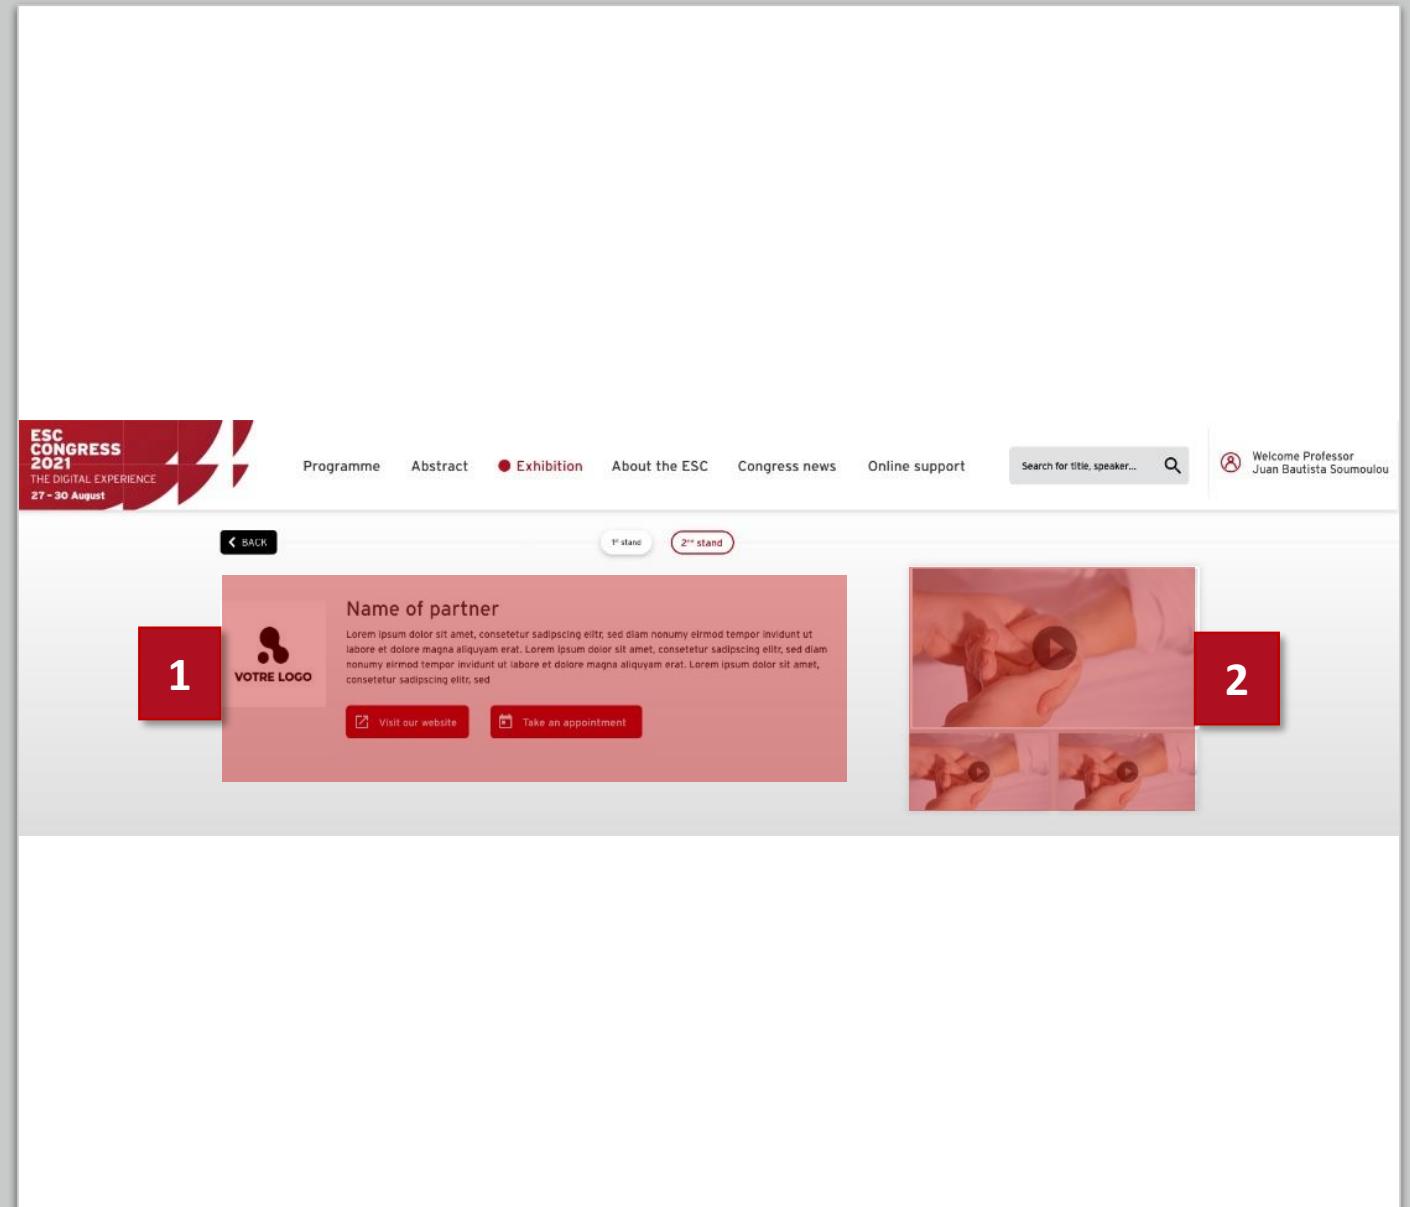 ESC
CONGRESS
2021
THE DIGITAL EXPERIENCE
27 – 30 August
Programme
Abstract
Exhibition
About the ESC
Congress news
Online support
Search for title, speaker...
Welcome Professor
Juan Bautista Soumoulou
BACK
1st stand
2nd stand
1
VOTRE LOGO
Name of partner
Lorem ipsum dolor sit amet, consetetur sadipscing elitr, sed diam nonumy eirmod tempor invidunt ut
labore et dolore magna aliquyam erat. Lorem ipsum dolor sit amet, consetetur sadipscing elitr, sed diam
nonumy eirmod tempor invidunt ut labore et dolore magna aliquyam erat. Lorem ipsum dolor sit amet,
consetetur sadipscing elitr, sed
Visit our website
Take an appointment
2